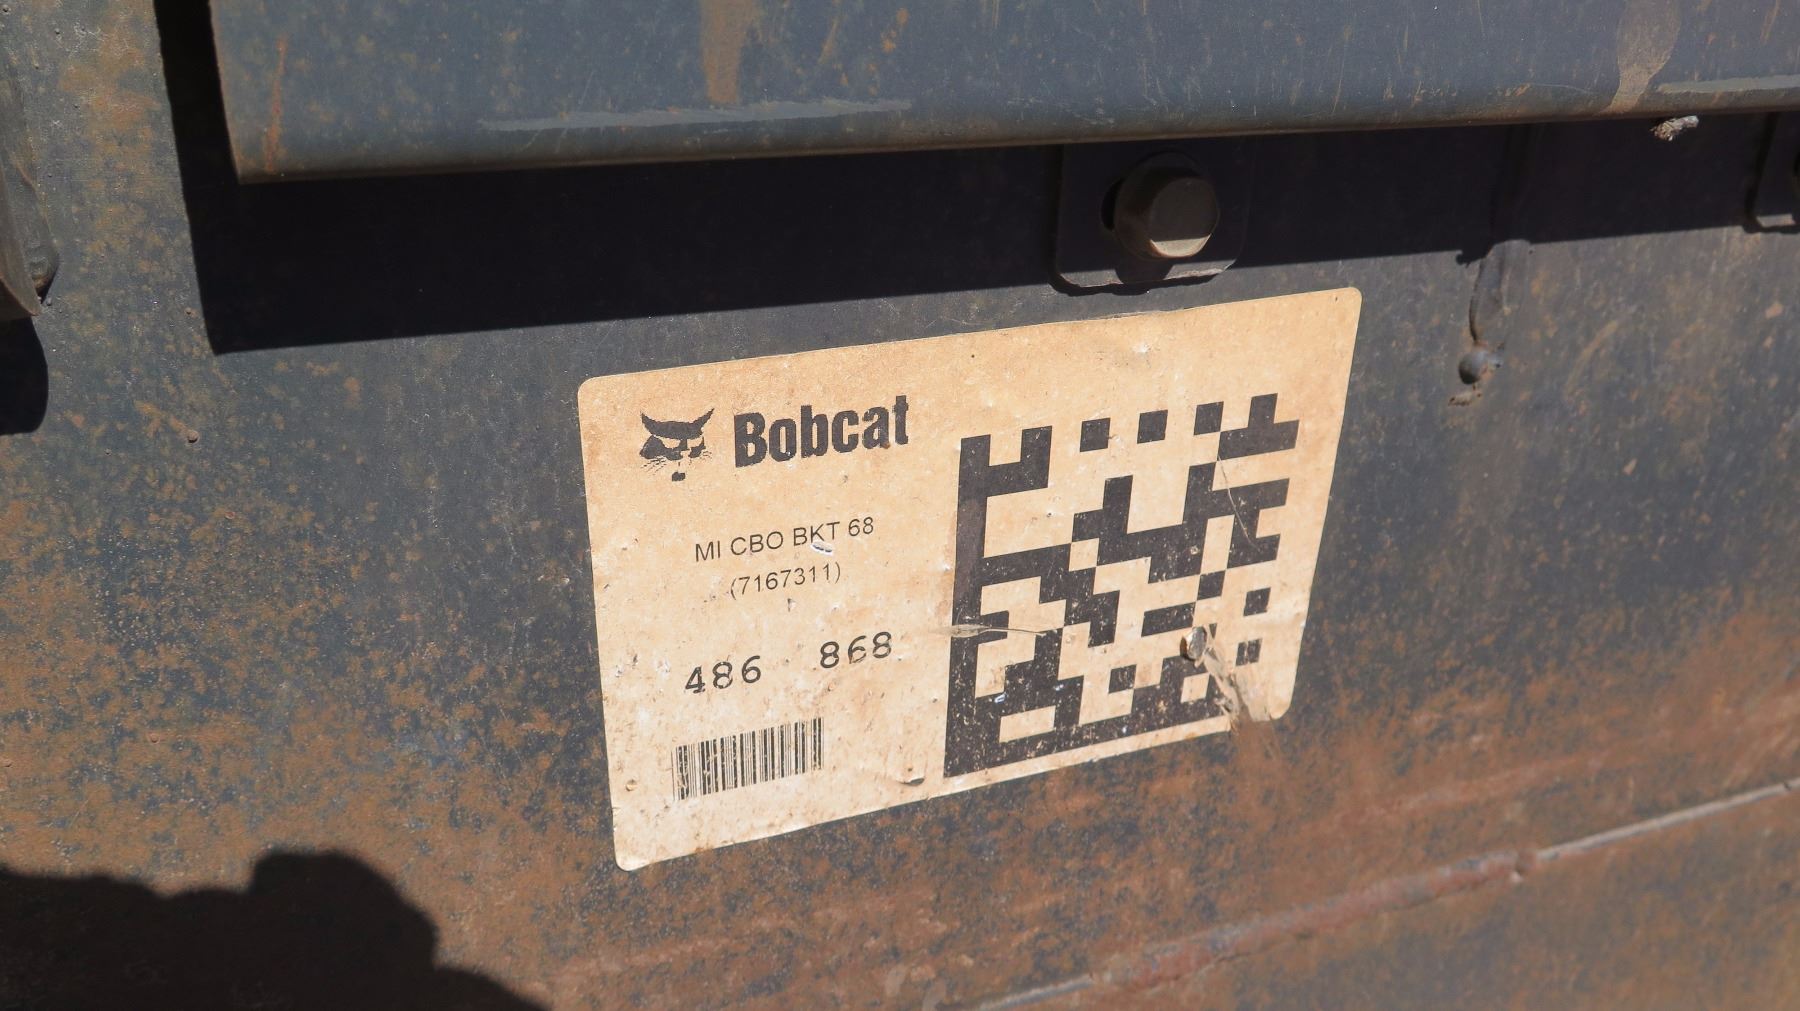 Bobcat
MI CBO BKT 68
(7167311)
486 868